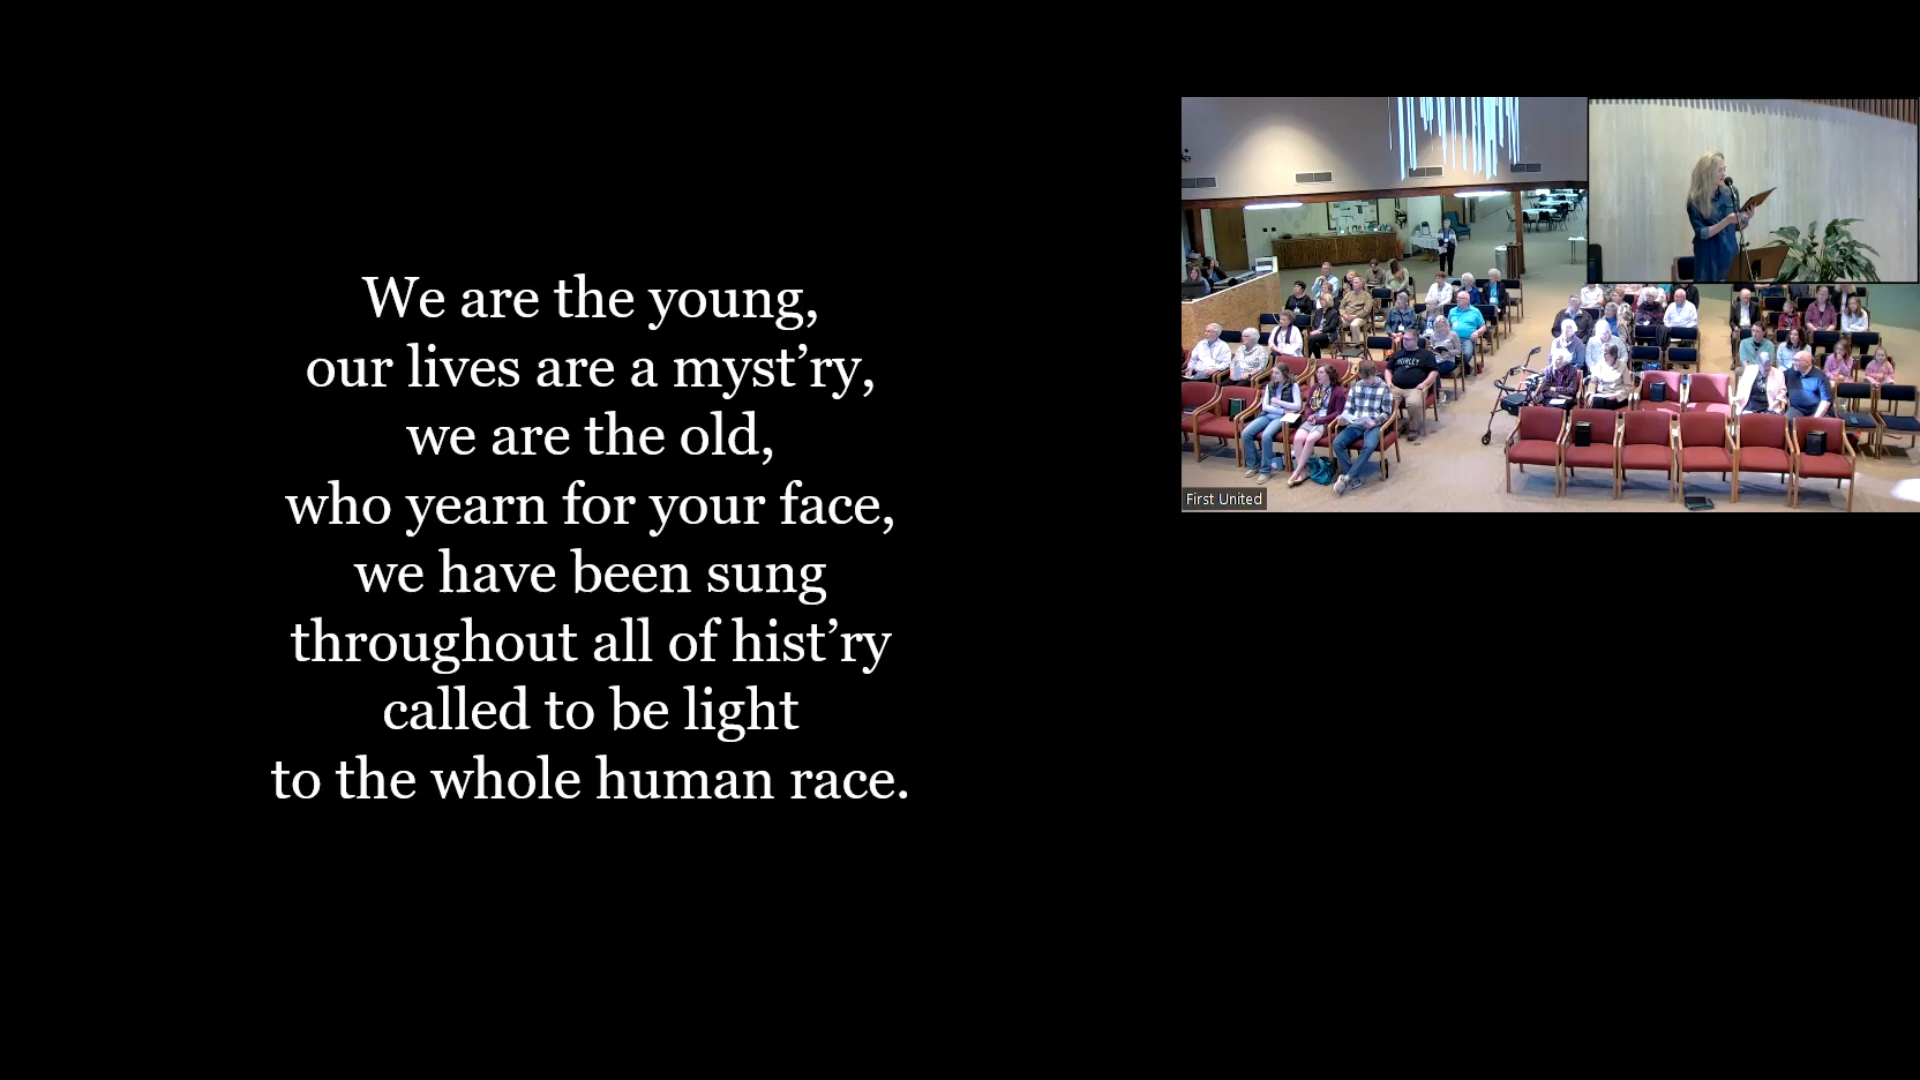 We are the young,
our lives are a myst’ry,
we are the old,
who yearn for your face,
we have been sung
throughout all of hist’ry
called to be light
to the whole human race.
HURLEY
First United